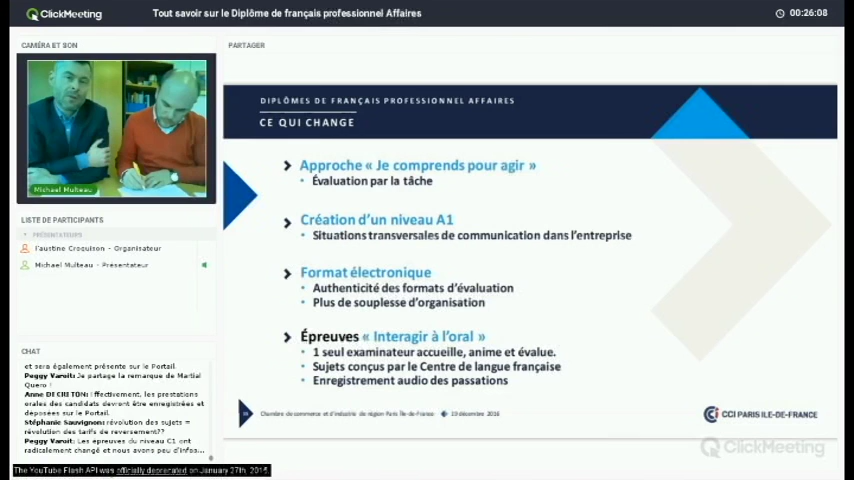 ClickMeeting
Tout savoir sur le Diplôme de français professionnel Affaires
00:26:08
CAMÉRA ET SON
PARTAGER
Michael Multeau
LISTE DE PARTICIPANTS
PRÉSENTATEURS
Faustine Croquison - Organisateur
Michael Multeau - Présentateur
CHAT
et sera également présente sur le Portail.
Peggy Varoit: Je partage la remarque de Martial
Quero !
Anne DECRETON: Effectivement, les prestations
orales des candidats devront être enregistrées et
déposées sur le Portail.
Stéphanie Sauvignon: révolution des sujets =
révolution des tarifs de reversement??
Peggy Varoit: Les épreuves du niveau C1 ont
radicalement changé et nous avons peu d'infos...
DIPLÔMES DE FRANÇAIS PROFESSIONNEL AFFAIRES
CE QUI CHANGE
Approche « Je comprends pour agir »
• Évaluation par la tâche
Création d'un niveau A1
• Situations transversales de communication dans l'entreprise
Format électronique
• Authenticité des formats d'évaluation
• Plus de souplesse d'organisation
Épreuves « Interagir à l'oral »
• 1 seul examinateur accueille, anime et évalue.
• Sujets conçus par le Centre de langue française
• Enregistrement audio des passations
Chambre de commerce et d'industrie de région Paris Île-de-France
décembre 2016
CCI PARIS ILE-DE-FRANCE
ClickMeeting
The YouTube Flash API was officially deprecated on January 27th, 2015.